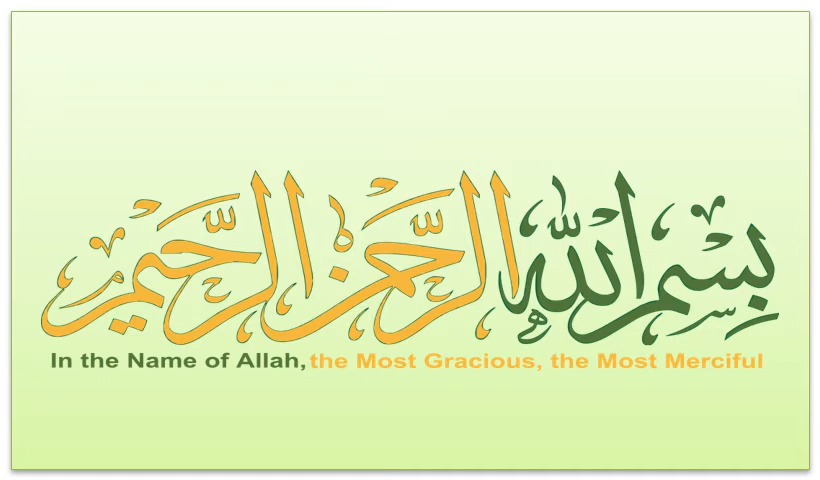 بسم الله الرحمن الرحيم
In the Name of Allah, the Most Gracious, the Most Merciful